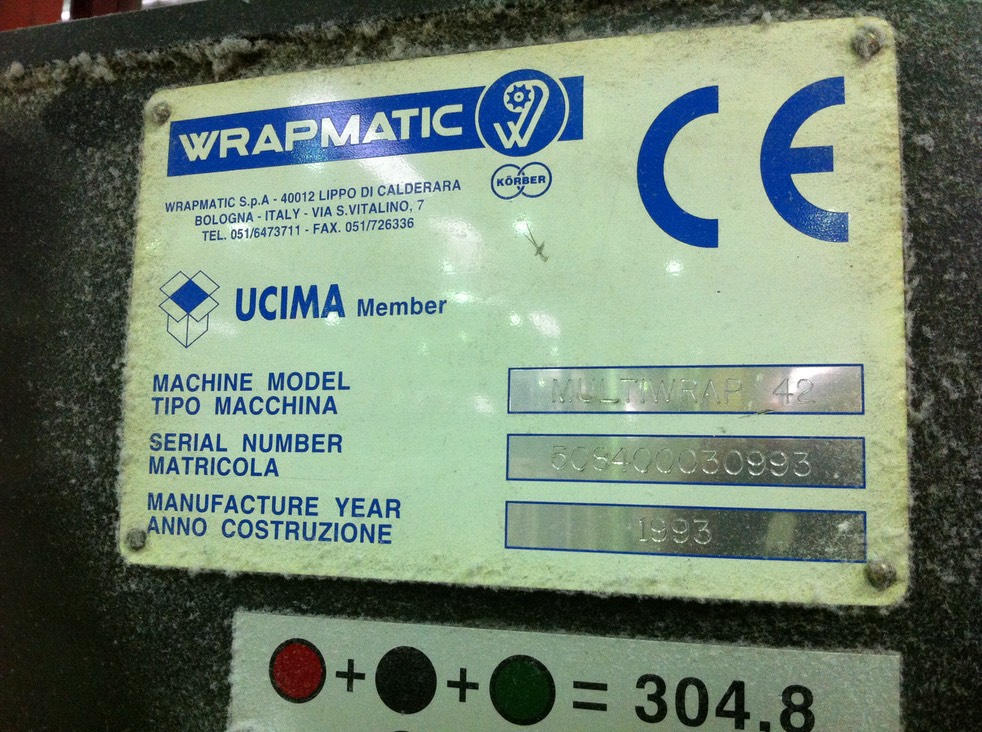 WRAPMATIC
KÖRBER
CE
WRAPMATIC S.p.A - 40012 LIPPO DI CALDERARA
BOLOGNA - ITALY - VIA S.VITALINO, 7
TEL. 051/6473711 - FAX. 051/726336
UCIMA Member
MACHINE MODEL
TIPO MACCHINA
MULTIWRAP 42
SERIAL NUMBER
MATRICOLA
508400030993
MANUFACTURE YEAR
ANNO COSTRUZIONE
1993
+ + = 304.8